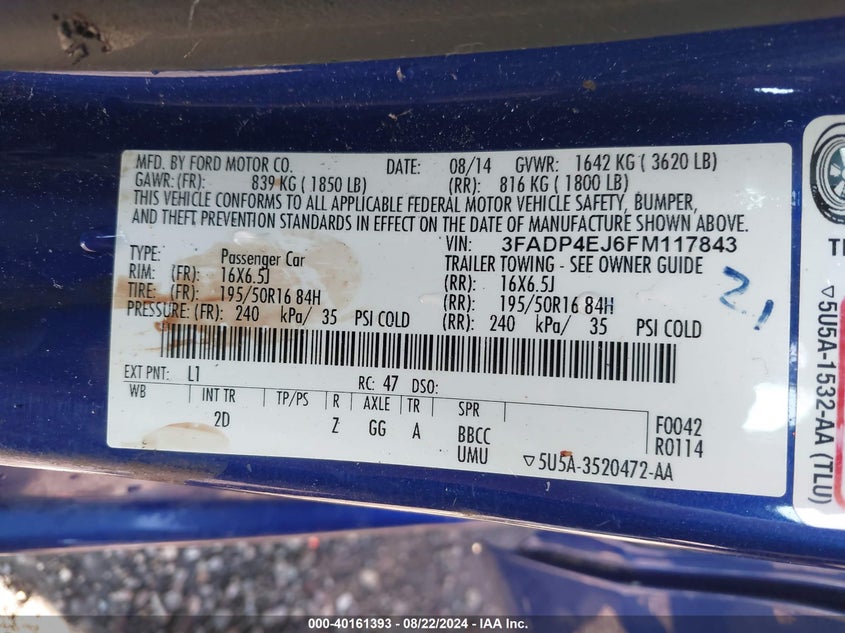 MFD. BY FORD MOTOR CO. DATE: 08/14 GVWR: 1642 KG ( 3620 LB)
GAWR:(FR): 839 KG ( 1850 LB) (RR): 816 KG ( 1800 LB)
THIS VEHICLE CONFORMS TO ALL APPLICABLE FEDERAL MOTOR VEHICLE SAFETY, BUMPER,
AND THEFT PREVENTION STANDARDS IN EFFECT ON THE DATE OF MANUFACTURE SHOWN ABOVE.
VIN: 3FADP4EJ6FM117843
TYPE: Passenger Car TRAILER TOWING - SEE OWNER GUIDE
RIM: (FR): 16X6.5J (RR): 16X6.5J
TIRE: (FR): 195/50R16 84H (RR): 195/50R16 84H
PRESSURE: (FR): 240 kPa/ 35 PSI COLD (RR): 240 kPa/ 35 PSI COLD
2.1
EXT PNT: L1 RC: 47 DSO:
WB INT TR TP/PS R AXLE TR SPR
2D Z GG A BBCC
UMU
F0042
R0114
▽5U5A-3520472-AA
▽5U5A-1532-AA (TLU)
000-40161393 - 08/22/2024 - IAA Inc.